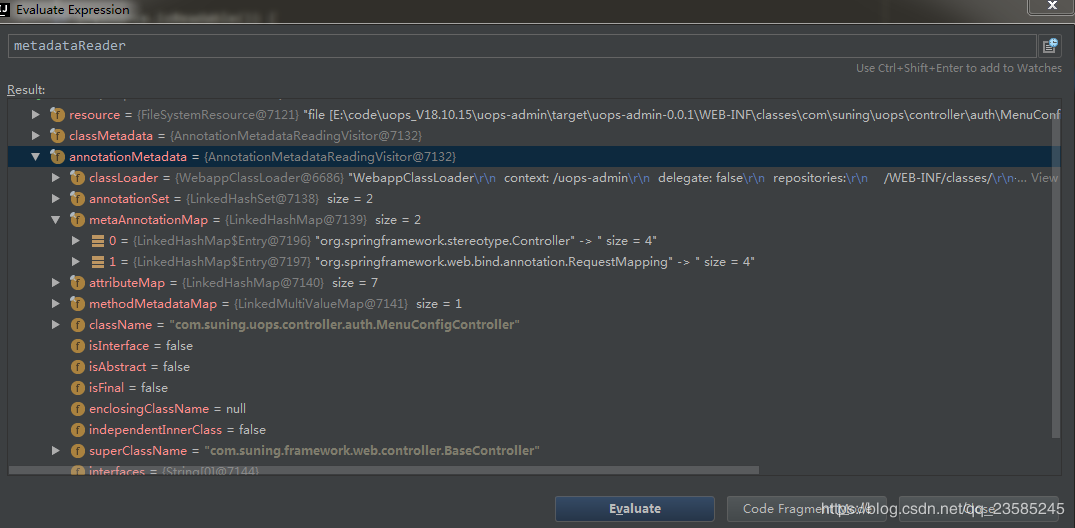 Evaluate Expression
metadataReader
Use Ctrl+Shift+Enter to add to Watches
Result:
resource = {FileSystemResource@7121} "file [E:\code\uops_V18.10.15\uops-admin\target\uops-admin-0.0.1\WEB-INF\classes\com\suning\uops\controller\auth\MenuConf
classMetadata = {AnnotationMetadataReadingVisitor@7132}
annotationMetadata = {AnnotationMetadataReadingVisitor@7132}
classLoader = {WebappClassLoader@6686} "WebappClassLoader\r\n context: /uops-admin\r\n delegate: false\r\n repositories:\r\n /WEB-INF/classes/\r\n... View
annotationSet = {LinkedHashSet@7138} size = 2
metaAnnotationMap = {LinkedHashMap@7139} size = 2
0 = {LinkedHashMap$Entry@7196} "org.springframework.stereotype.Controller" -> " size = 4"
1 = {LinkedHashMap$Entry@7197} "org.springframework.web.bind.annotation.RequestMapping" -> " size = 4"
attributeMap = {LinkedHashMap@7140} size = 7
methodMetadataMap = {LinkedMultiValueMap@7141} size = 1
className = "com.suning.uops.controller.auth.MenuConfigController"
isInterface = false
isAbstract = false
isFinal = false
enclosingClassName = null
independentInnerClass = false
superClassName = "com.suning.framework.web.controller.BaseController"
interfaces = {String[0]@7144}
Evaluate
Code Fragment
https://blog.csdn.net/qq_23585245